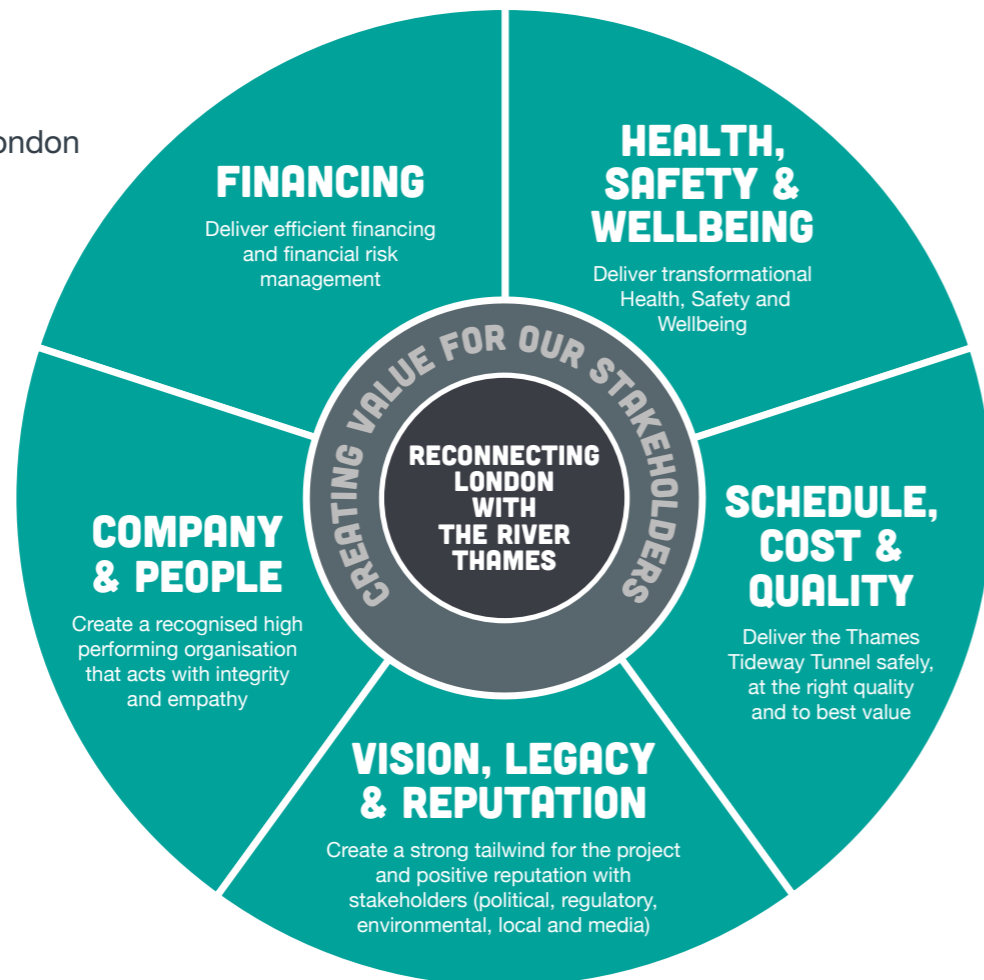 ondon
FINANCING
Deliver efficient financing
and financial risk
management
HEALTH,
SAFETY &
WELLBEING
Deliver transformational
Health, Safety and
Wellbeing
CREATING VALUE FOR OUR STAKEHOLDERS
RECONNECTING
LONDON
WITH
THE RIVER
THAMES
SCHEDULE,
COST &
QUALITY
Deliver the Thames
Tideway Tunnel safely,
at the right quality
and to best value
COMPANY
& PEOPLE
Create a recognised high
performing organisation
that acts with integrity
and empathy
VISION, LEGACY
& REPUTATION
Create a strong tailwind for the project
and positive reputation with
stakeholders (political, regulatory,
environmental, local and media)